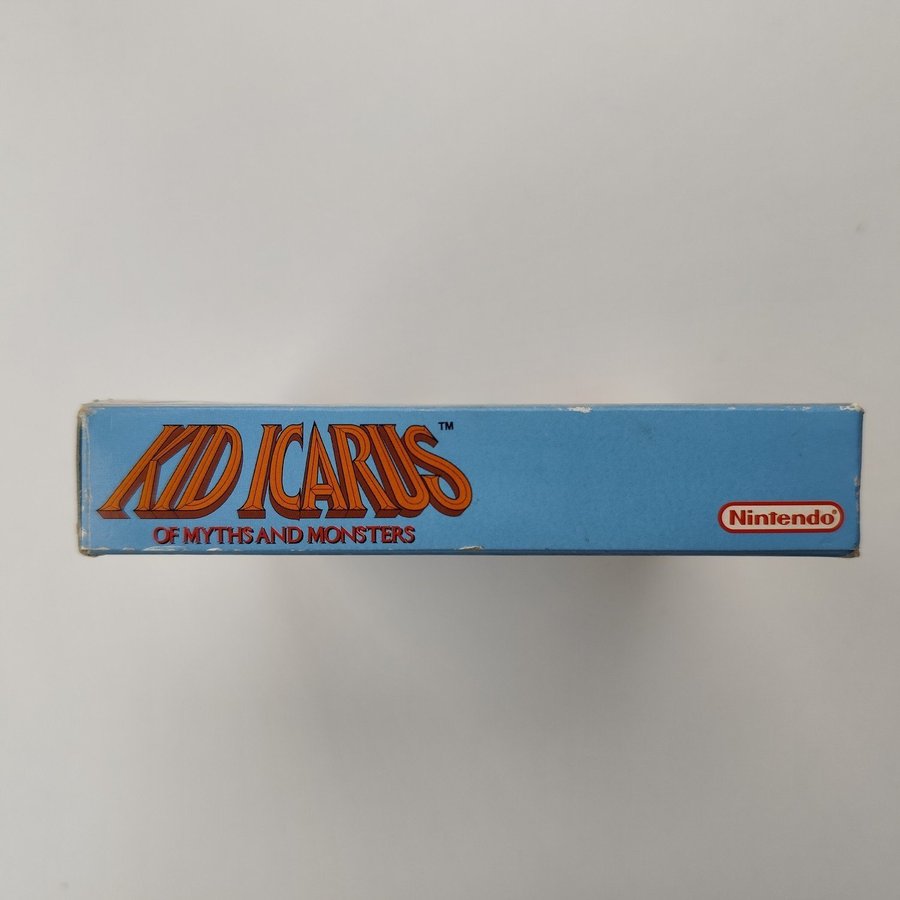 KID ICARUS™
OF MYTHS AND MONSTERS
Nintendo®